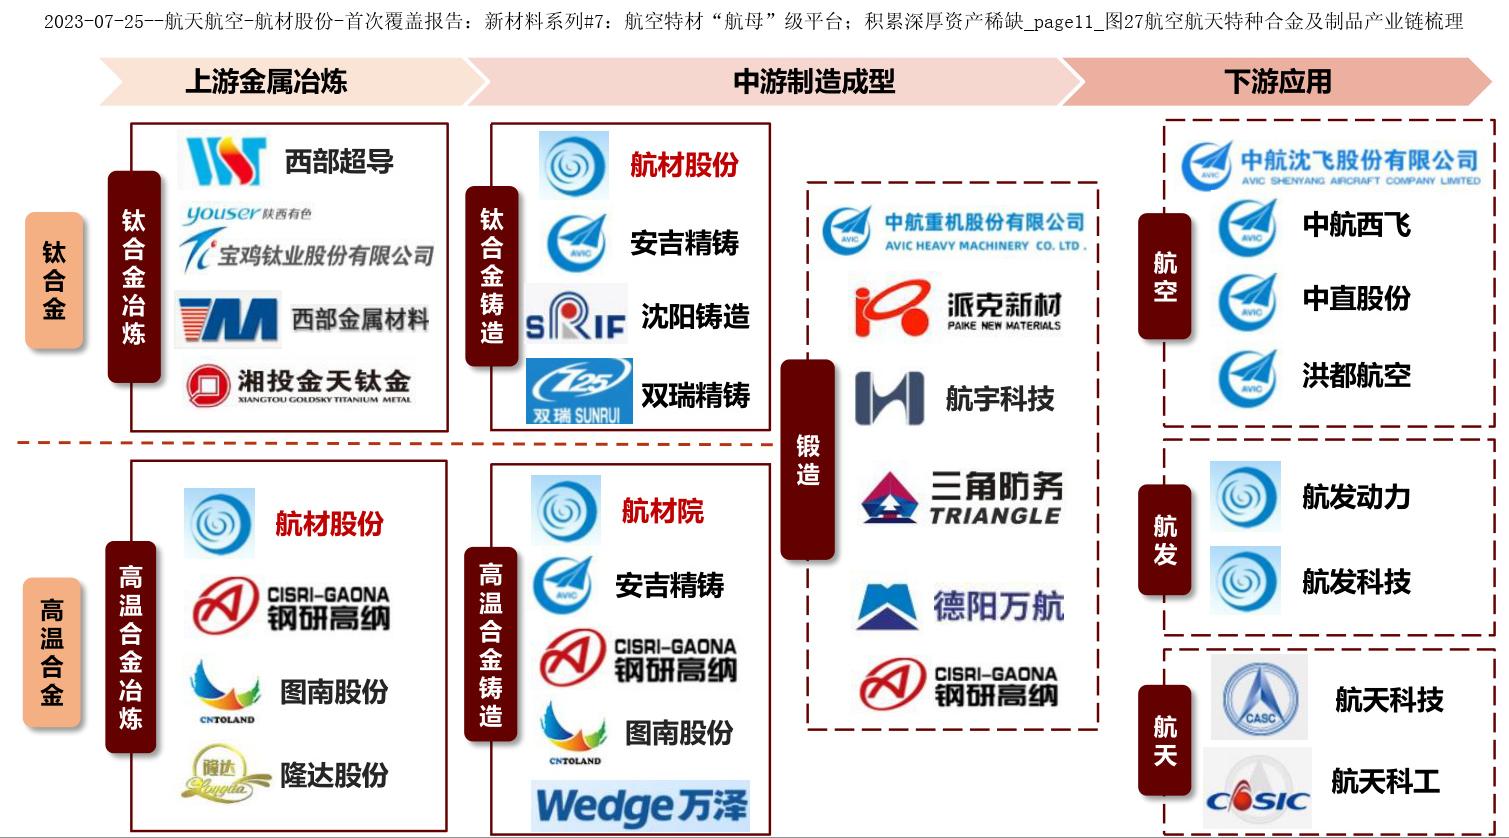 2023-07-25--航天航空-航材股份-首次覆盖报告：新材料系列#7：航空特材“航母”级平台；积累深厚资产稀缺_page11_图27航空航天特种合金及制品产业链梳理
上游金属冶炼
中游制造成型
下游应用
钛合金
钛合金冶炼
西部超导
youser 陕西有色
宝鸡钛业股份有限公司
西部金属材料
湘投金天钛金
XIANGTOU GOLDSKY TITANIUM METAL
钛合金铸造
航材股份
AVIC
安吉精铸
SRIF
沈阳铸造
725
双瑞 SUNRUI
双瑞精铸
高温合金
高温合金冶炼
航材股份
CISRI-GAONA
钢研高纳
CNTOLAND
图南股份
隆达
Longda
隆达股份
高温合金铸造
航材院
AVIC
安吉精铸
CISRI-GAONA
钢研高纳
CNTOLAND
图南股份
Wedge万泽
锻造
AVIC
中航重机股份有限公司
AVIC HEAVY MACHINERY CO. LTD.
派克新材
PAIKE NEW MATERIALS
航宇科技
三角防务
TRIANGLE
德阳万航
CISRI-GAONA
钢研高纳
航空
AVIC
中航沈飞股份有限公司
AVIC SHENYANG AIRCRAFT COMPANY LIMITED
AVIC
中航西飞
AVIC
中直股份
AVIC
洪都航空
航发
航发动力
航发科技
航天
CASC
航天科技
CASIC
航天科工